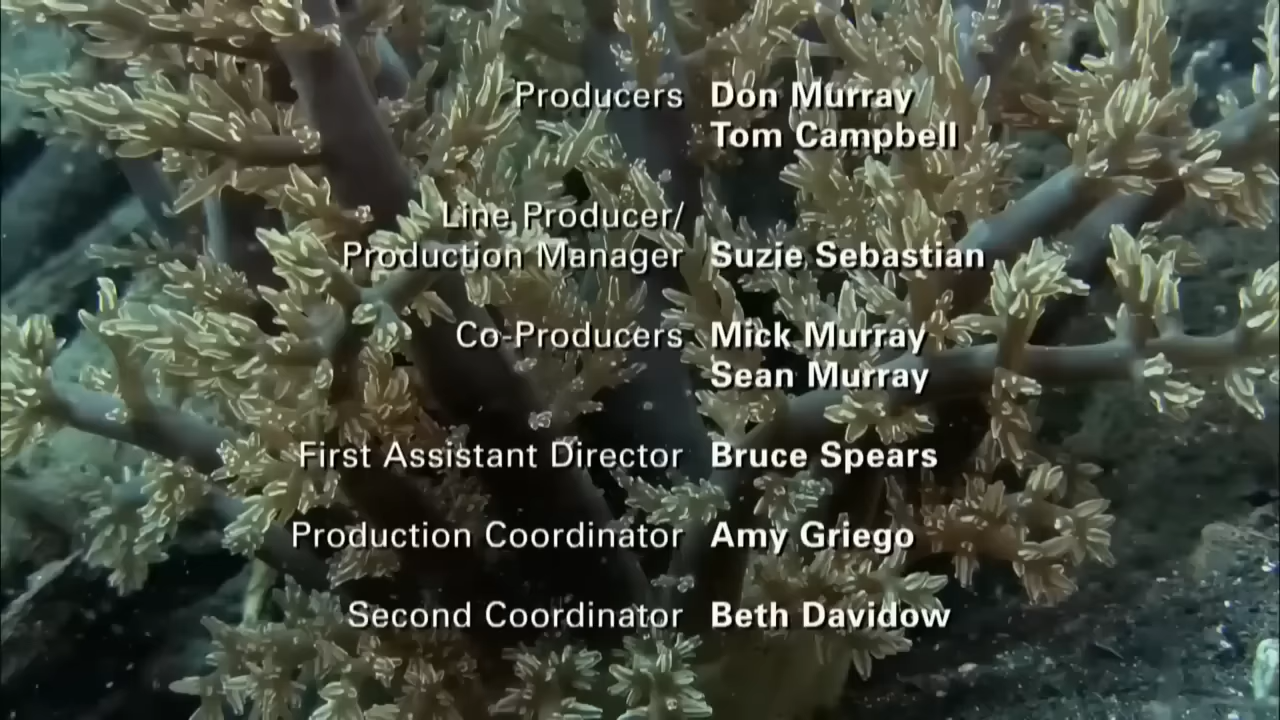 Producers Don Murray
Tom Campbell
Line Producer/
Production Manager Suzie Sebastian
Co-Producers Mick Murray
Sean Murray
First Assistant Director Bruce Spears
Production Coordinator Amy Griego
Second Coordinator Beth Davidow